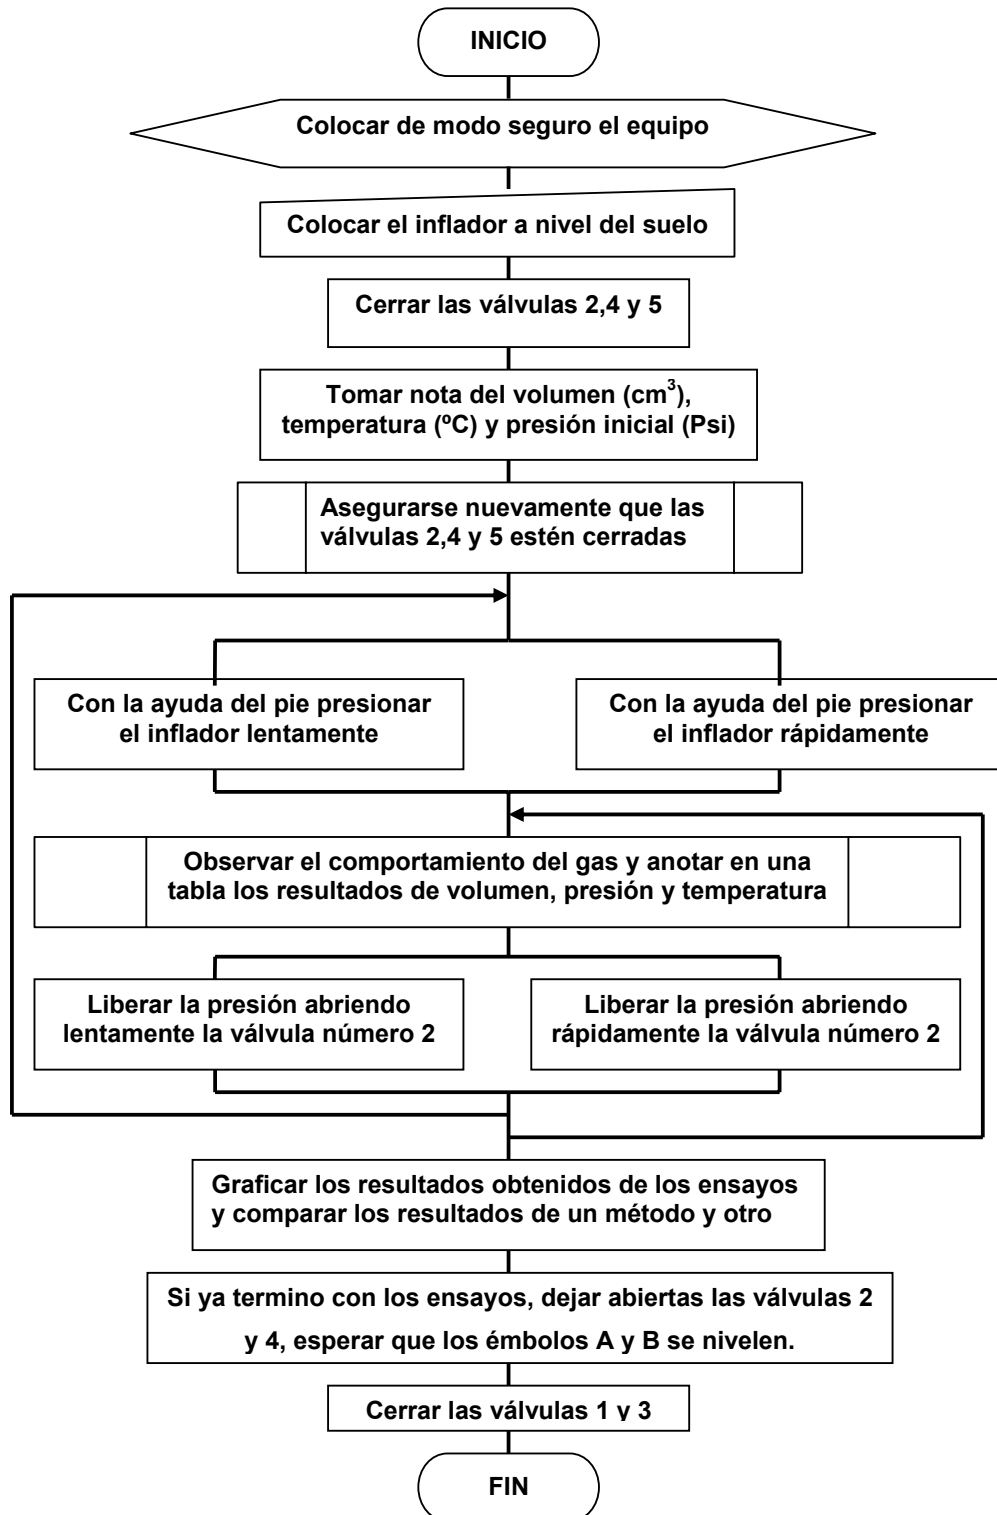 INICIO
Colocar de modo seguro el equipo
Colocar el inflador a nivel del suelo
Cerrar las válvulas 2,4 y 5
Tomar nota del volumen (cm³),
temperatura (ºC) y presión inicial (Psi)
Asegurarse nuevamente que las
válvulas 2,4 y 5 estén cerradas
Con la ayuda del pie presionar
el inflador lentamente
Con la ayuda del pie presionar
el inflador rápidamente
Observar el comportamiento del gas y anotar en una
tabla los resultados de volumen, presión y temperatura
Liberar la presión abriendo
lentamente la válvula número 2
Liberar la presión abriendo
rápidamente la válvula número 2
Graficar los resultados obtenidos de los ensayos
y comparar los resultados de un método y otro
Si ya termino con los ensayos, dejar abiertas las válvulas 2
y 4, esperar que los émbolos A y B se nivelen.
Cerrar las válvulas 1 y 3
FIN